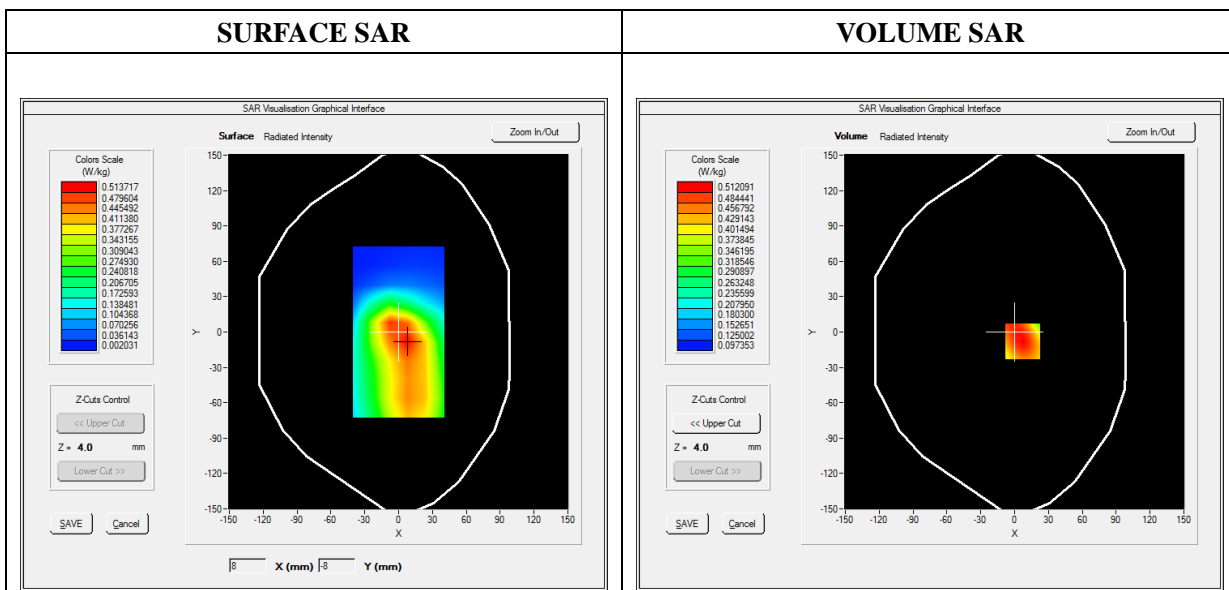 SURFACE SAR
VOLUME SAR
SAR Visualisation Graphical Interface
Surface Radiated Intensity
Zoom In/Out
Colors Scale
(W/kg)
0.513717
0.479604
0.445492
0.411380
0.377267
0.343155
0.309043
0.274930
0.240818
0.206705
0.172593
0.138481
0.104368
0.070256
0.036143
0.002031
Z-Cuts Control
<< Upper Cut
Z = 4.0 mm
Lower Cut >>
SAVE Cancel
150
120
90
60
30
0
-30
-60
-90
-120
-150
Y
-150 -120 -90 -60 -30 0 30 60 90 120 150
X
8 X (mm) -8 Y (mm)
SAR Visualisation Graphical Interface
Volume Radiated Intensity
Zoom In/Out
Colors Scale
(W/kg)
0.512091
0.484441
0.456792
0.429143
0.401494
0.373845
0.346195
0.318546
0.290897
0.263248
0.235599
0.207950
0.180300
0.152651
0.125002
0.097353
Z-Cuts Control
<< Upper Cut
Z = 4.0 mm
Lower Cut >>
SAVE Cancel
150
120
90
60
30
0
-30
-60
-90
-120
-150
Y
-150 -120 -90 -60 -30 0 30 60 90 120 150
X